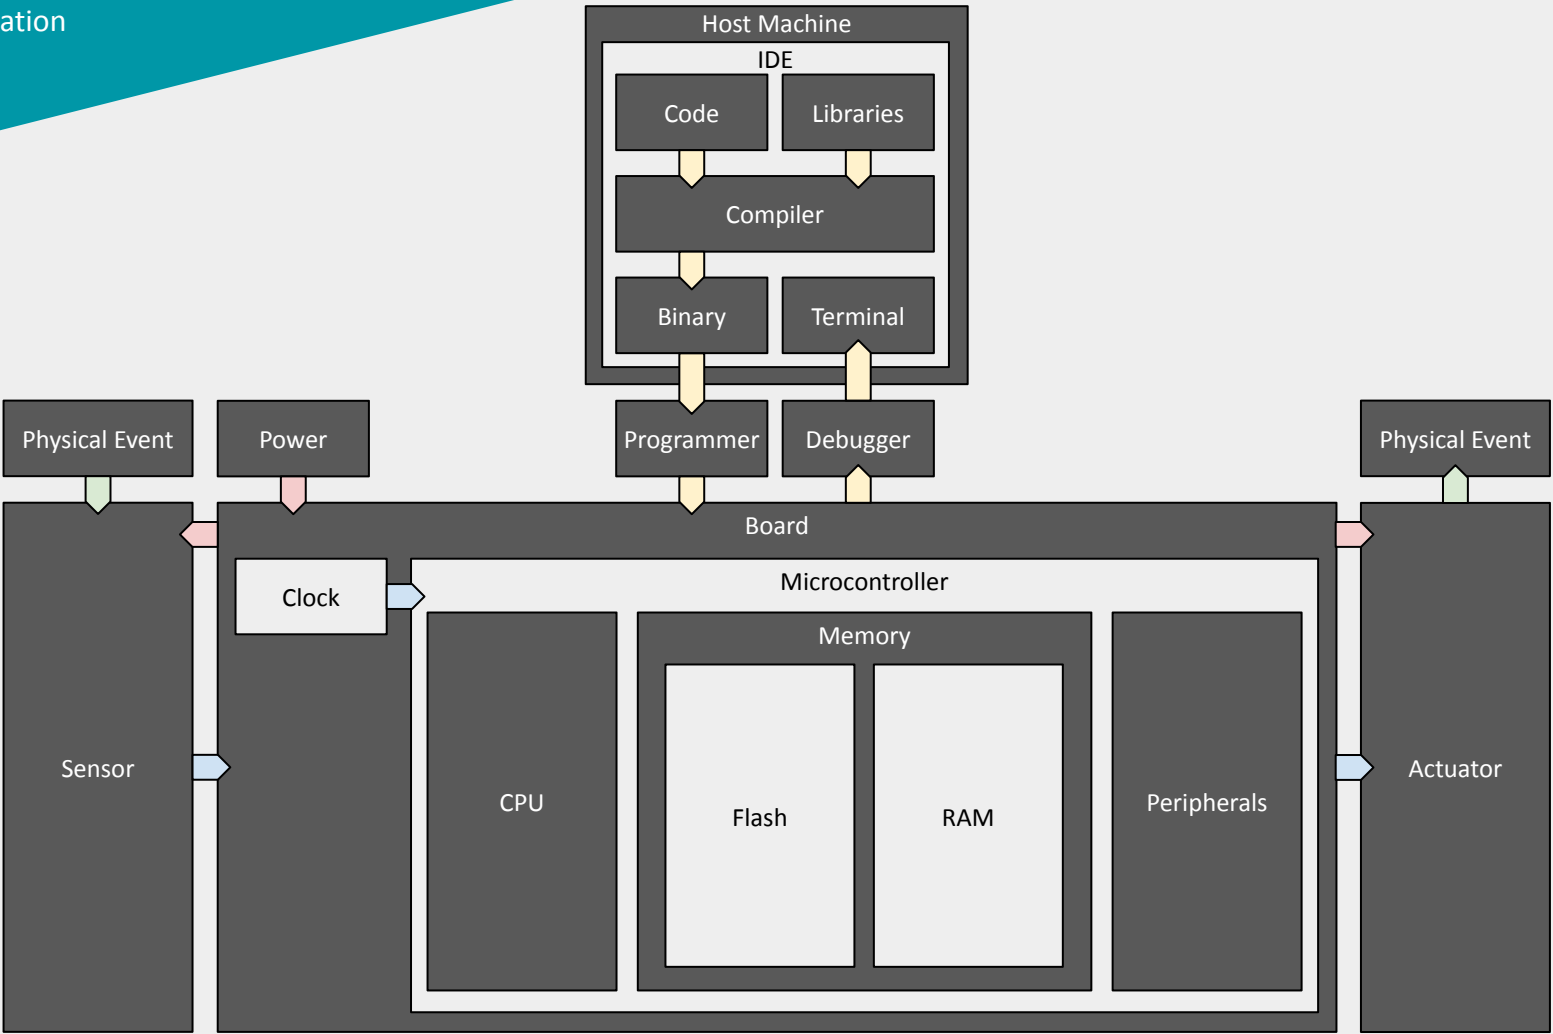 ation
Host Machine
IDE
Code
Libraries
Compiler
Binary
Terminal
Physical Event
Power
Programmer
Debugger
Physical Event
Board
Clock
Microcontroller
Memory
Sensor
CPU
Flash
RAM
Peripherals
Actuator